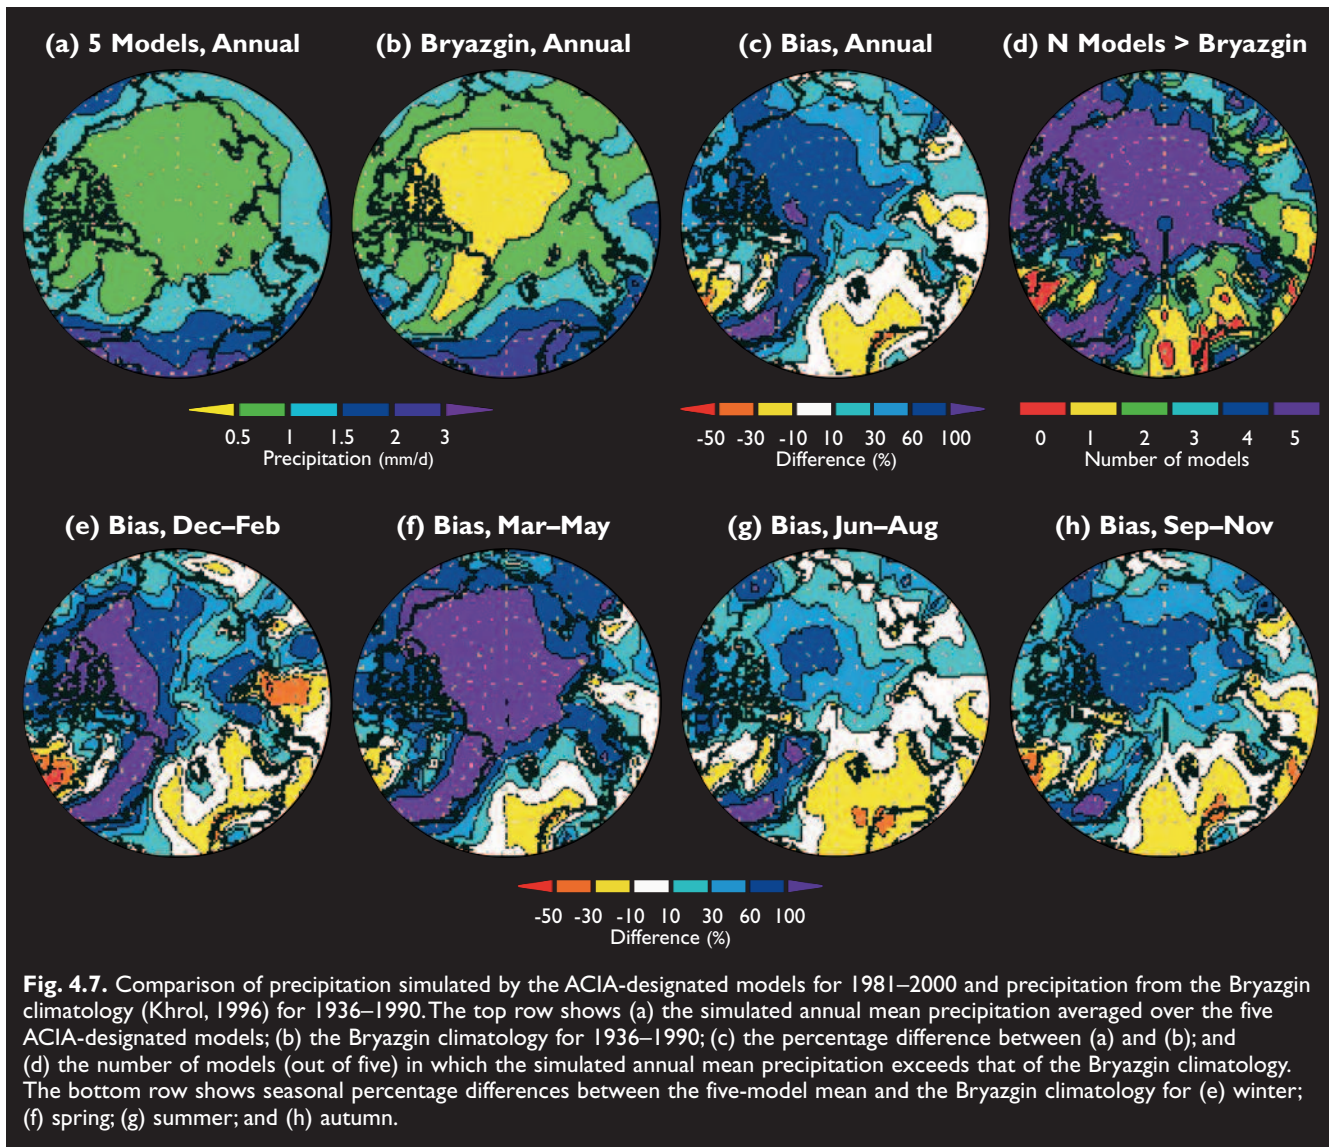 (a) 5 Models, Annual
(b) Bryazgin, Annual
(c) Bias, Annual
(d) N Models > Bryazgin
0.5 1 1.5 2 3
Precipitation (mm/d)
-50 -30 -10 10 30 60 100
Difference (%)
0 1 2 3 4 5
Number of models
(e) Bias, Dec–Feb
(f) Bias, Mar–May
(g) Bias, Jun–Aug
(h) Bias, Sep–Nov
-50 -30 -10 10 30 60 100
Difference (%)
Fig. 4.7. Comparison of precipitation simulated by the ACIA-designated models for 1981–2000 and precipitation from the Bryazgin
climatology (Khrol, 1996) for 1936–1990. The top row shows (a) the simulated annual mean precipitation averaged over the five
ACIA-designated models; (b) the Bryazgin climatology for 1936–1990; (c) the percentage difference between (a) and (b); and
(d) the number of models (out of five) in which the simulated annual mean precipitation exceeds that of the Bryazgin climatology.
The bottom row shows seasonal percentage differences between the five-model mean and the Bryazgin climatology for (e) winter;
(f) spring; (g) summer; and (h) autumn.